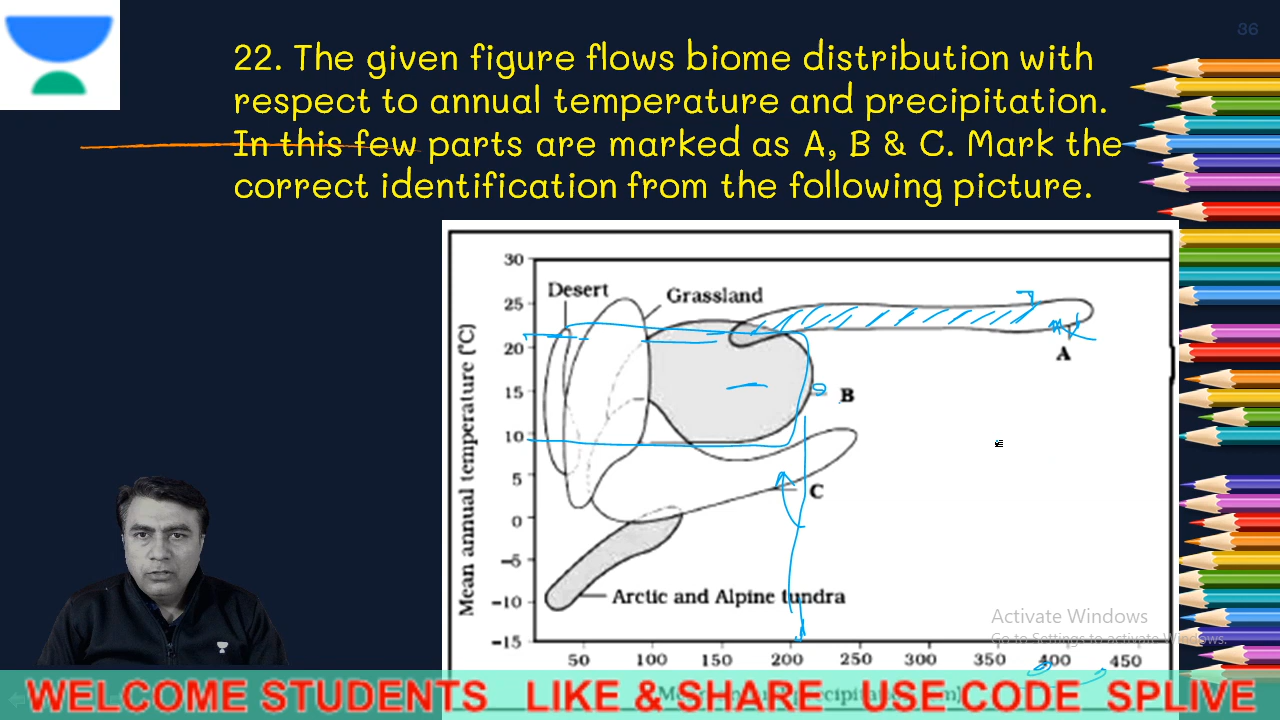 36
22. The given figure flows biome distribution with
respect to annual temperature and precipitation.
In this few parts are marked as A, B & C. Mark the
correct identification from the following picture.
30
Desert
Grassland
25
A
20
15
B
10
5
C
0
-5
-10
Arctic and Alpine tundra
-15
Mean annual temperature (°C)
50 100 150 200 250 300 350 400 450
Activate Windows
Go to Settings to activate Windows.
WELCOME STUDENTS LIKE & SHARE USE CODE SPLIVE